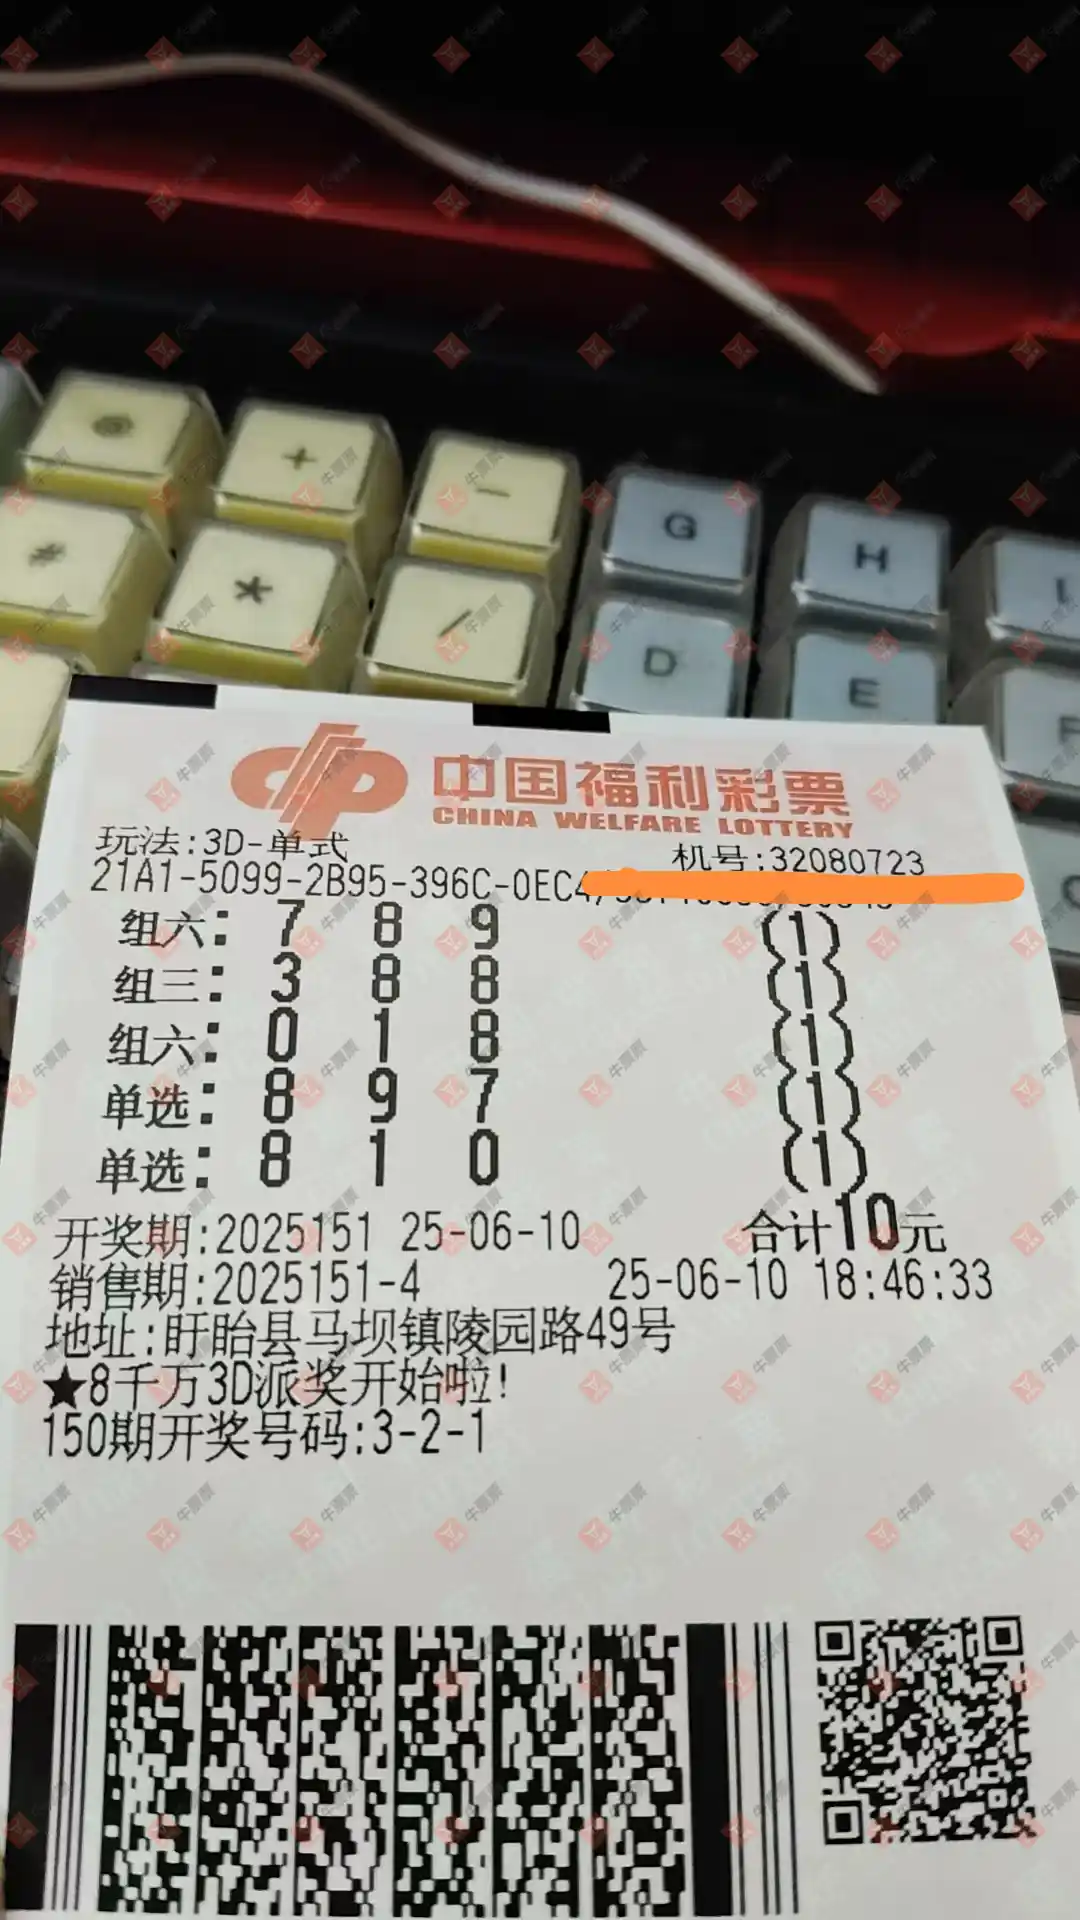 @ + - G H I
# * / D E F
C
中国福利彩票
CHINA WELFARE LOTTERY
玩法:3D-单式 机号:32080723
21A1-5099-2B95-396C-0EC4
组六: 7 8 9 (1)
组三: 3 8 8 (1)
组六: 0 1 8 (1)
单选: 8 9 7 (1)
单选: 8 1 0 (1)
开奖期:2025151 25-06-10 合计10元
销售期:2025151-4 25-06-10 18:46:33
地址:盱眙县马坝镇陵园路49号
★8千万3D派奖开始啦!
150期开奖号码:3-2-1
牛票票